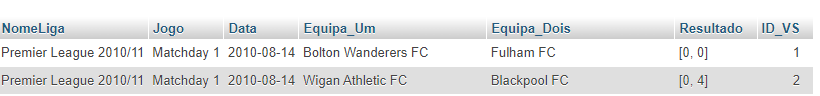 NomeLiga Jogo Data Equipa_Um Equipa_Dois Resultado ID_VS
Premier League 2010/11 Matchday 1 2010-08-14 Bolton Wanderers FC Fulham FC [0, 0] 1
Premier League 2010/11 Matchday 1 2010-08-14 Wigan Athletic FC Blackpool FC [0, 4] 2